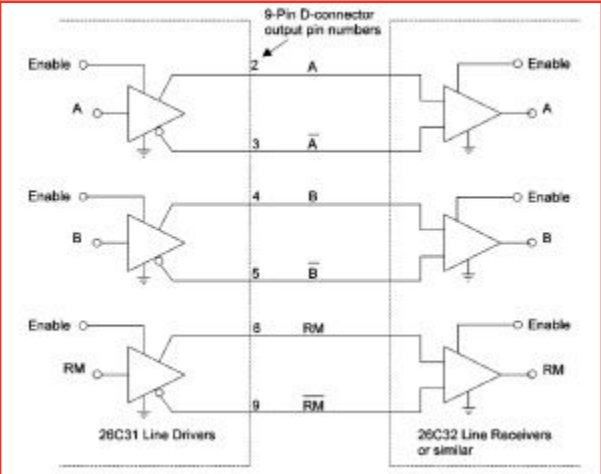 9-Pin D-connector
output pin numbers
Enable
2
A
Enable
A
A
3
A̅
Enable
4
B
Enable
B
B
5
B̅
Enable
6
RM
Enable
RM
RM
9
R̅M̅
26C31 Line Drivers
26C32 Line Receivers
or similar